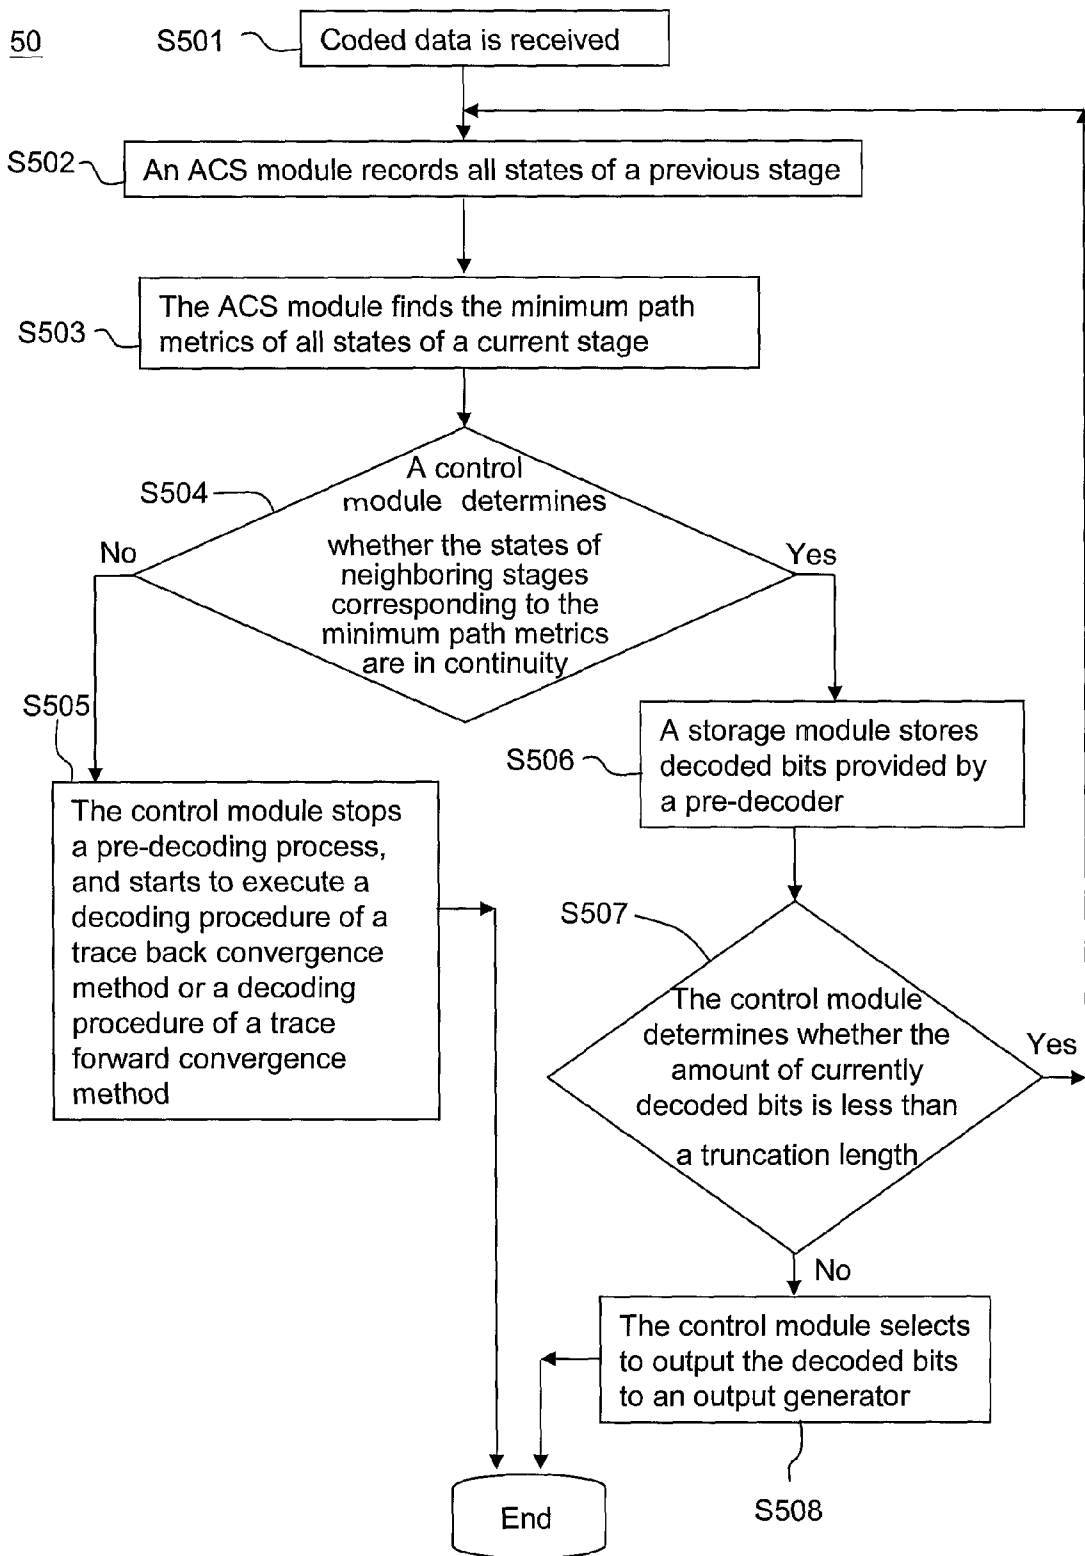 50
S501
Coded data is received
S502
An ACS module records all states of a previous stage
S503
The ACS module finds the minimum path
metrics of all states of a current stage
S504
A control
module determines
whether the states of
neighboring stages
corresponding to the
minimum path metrics
are in continuity
No
Yes
S505
The control module stops
a pre-decoding process,
and starts to execute a
decoding procedure of a
trace back convergence
method or a decoding
procedure of a trace
forward convergence
method
S506
A storage module stores
decoded bits provided by
a pre-decoder
S507
The control module
determines whether the
amount of currently
decoded bits is less than
a truncation length
Yes
No
The control module selects
to output the decoded bits
to an output generator
S508
End